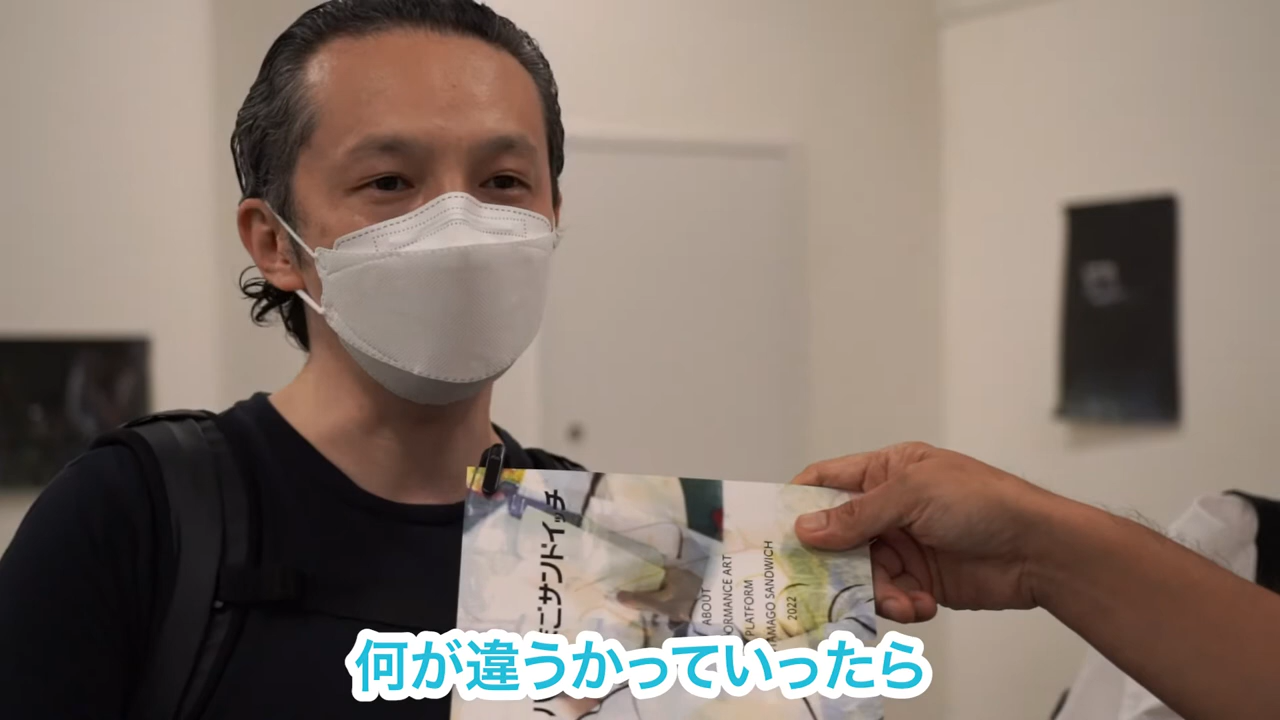 ごサンドイッチ
ABOUT
ORMANCE ART
PLATFORM
AMAGO SANDWICH
2022
何が違うかっていったら